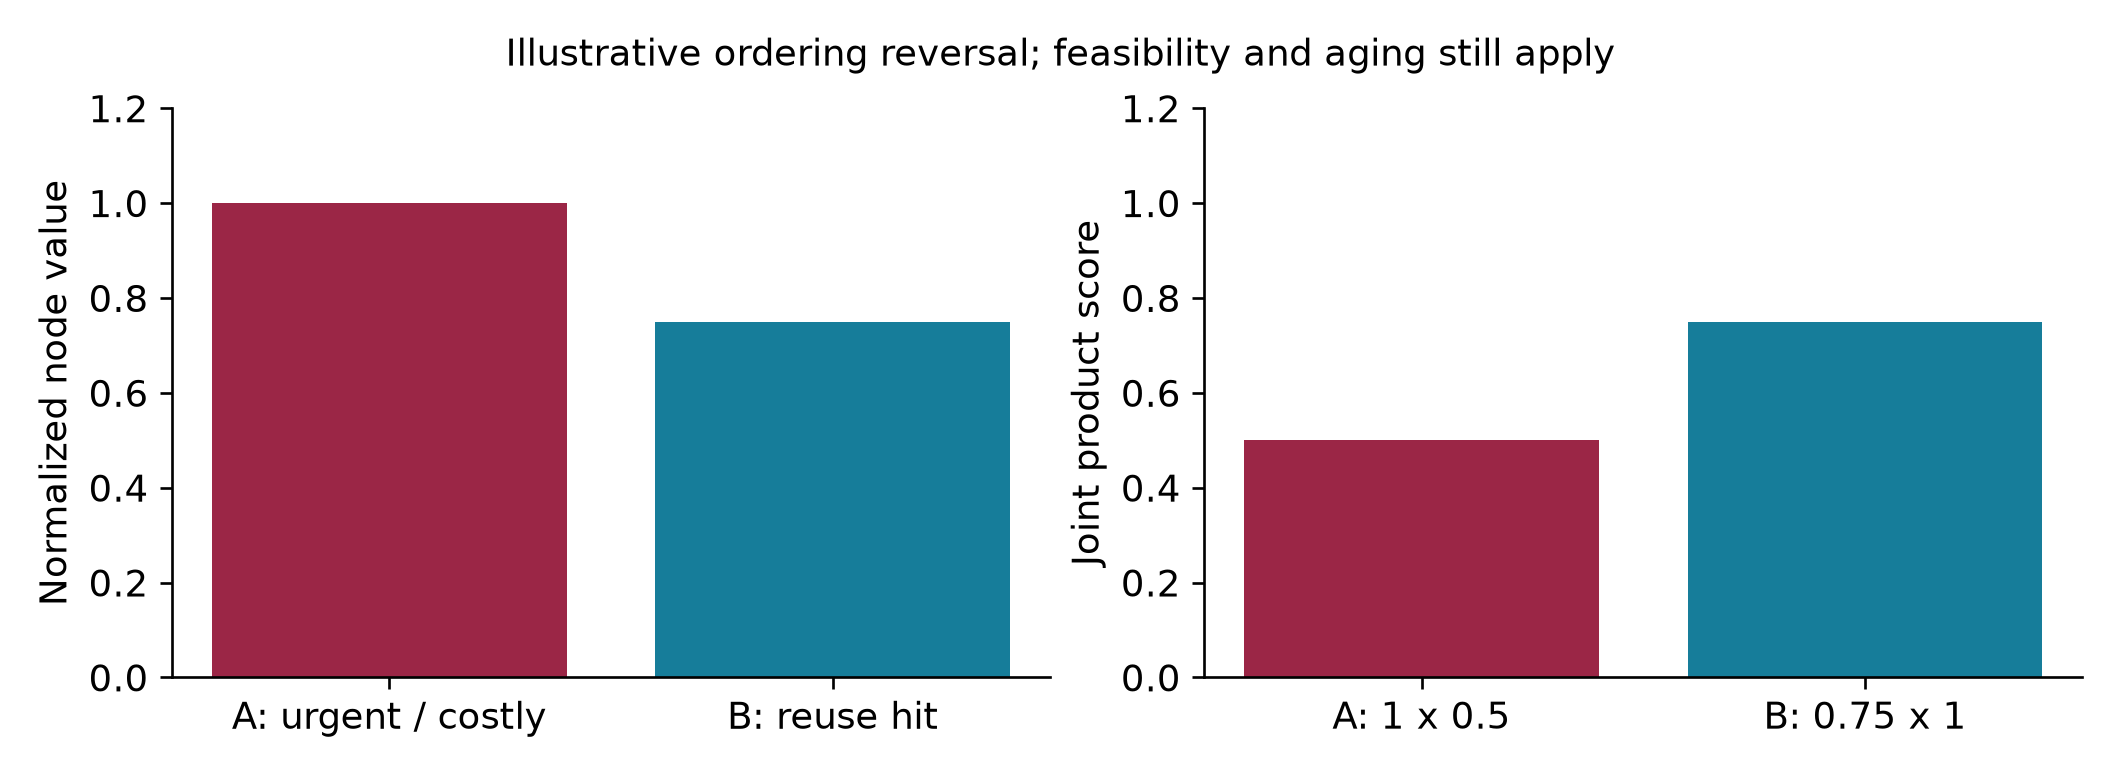 Illustrative ordering reversal; feasibility and aging still apply
Normalized node value
1.2
1.0
0.8
0.6
0.4
0.2
0.0
A: urgent / costly
B: reuse hit
Joint product score
1.2
1.0
0.8
0.6
0.4
0.2
0.0
A: 1 x 0.5
B: 0.75 x 1